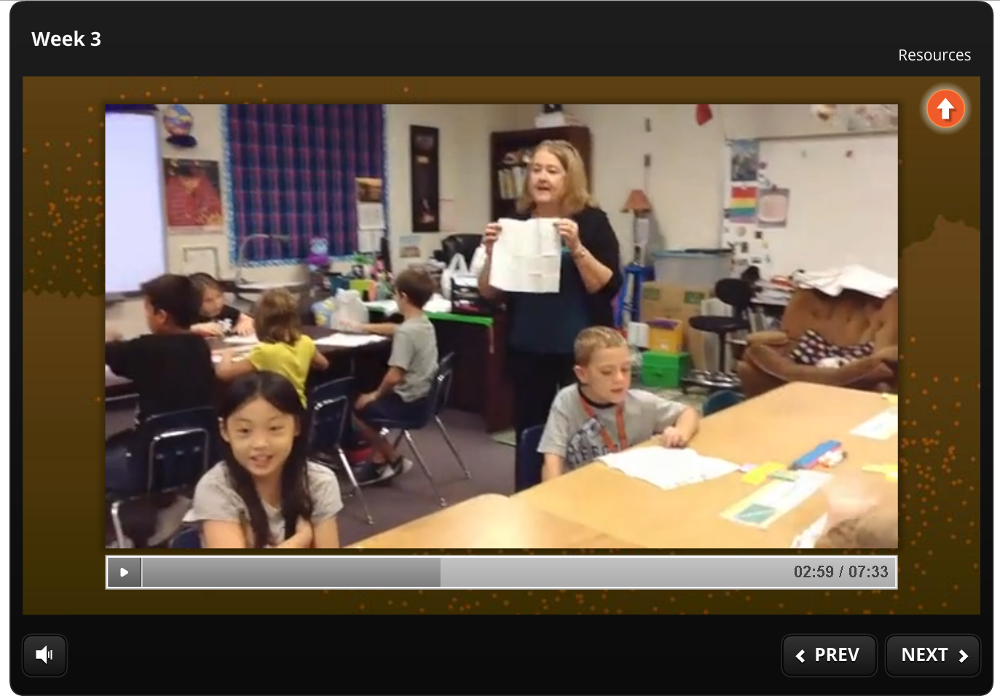 Week 3
Resources
02:59 / 07:33
PREV
NEXT